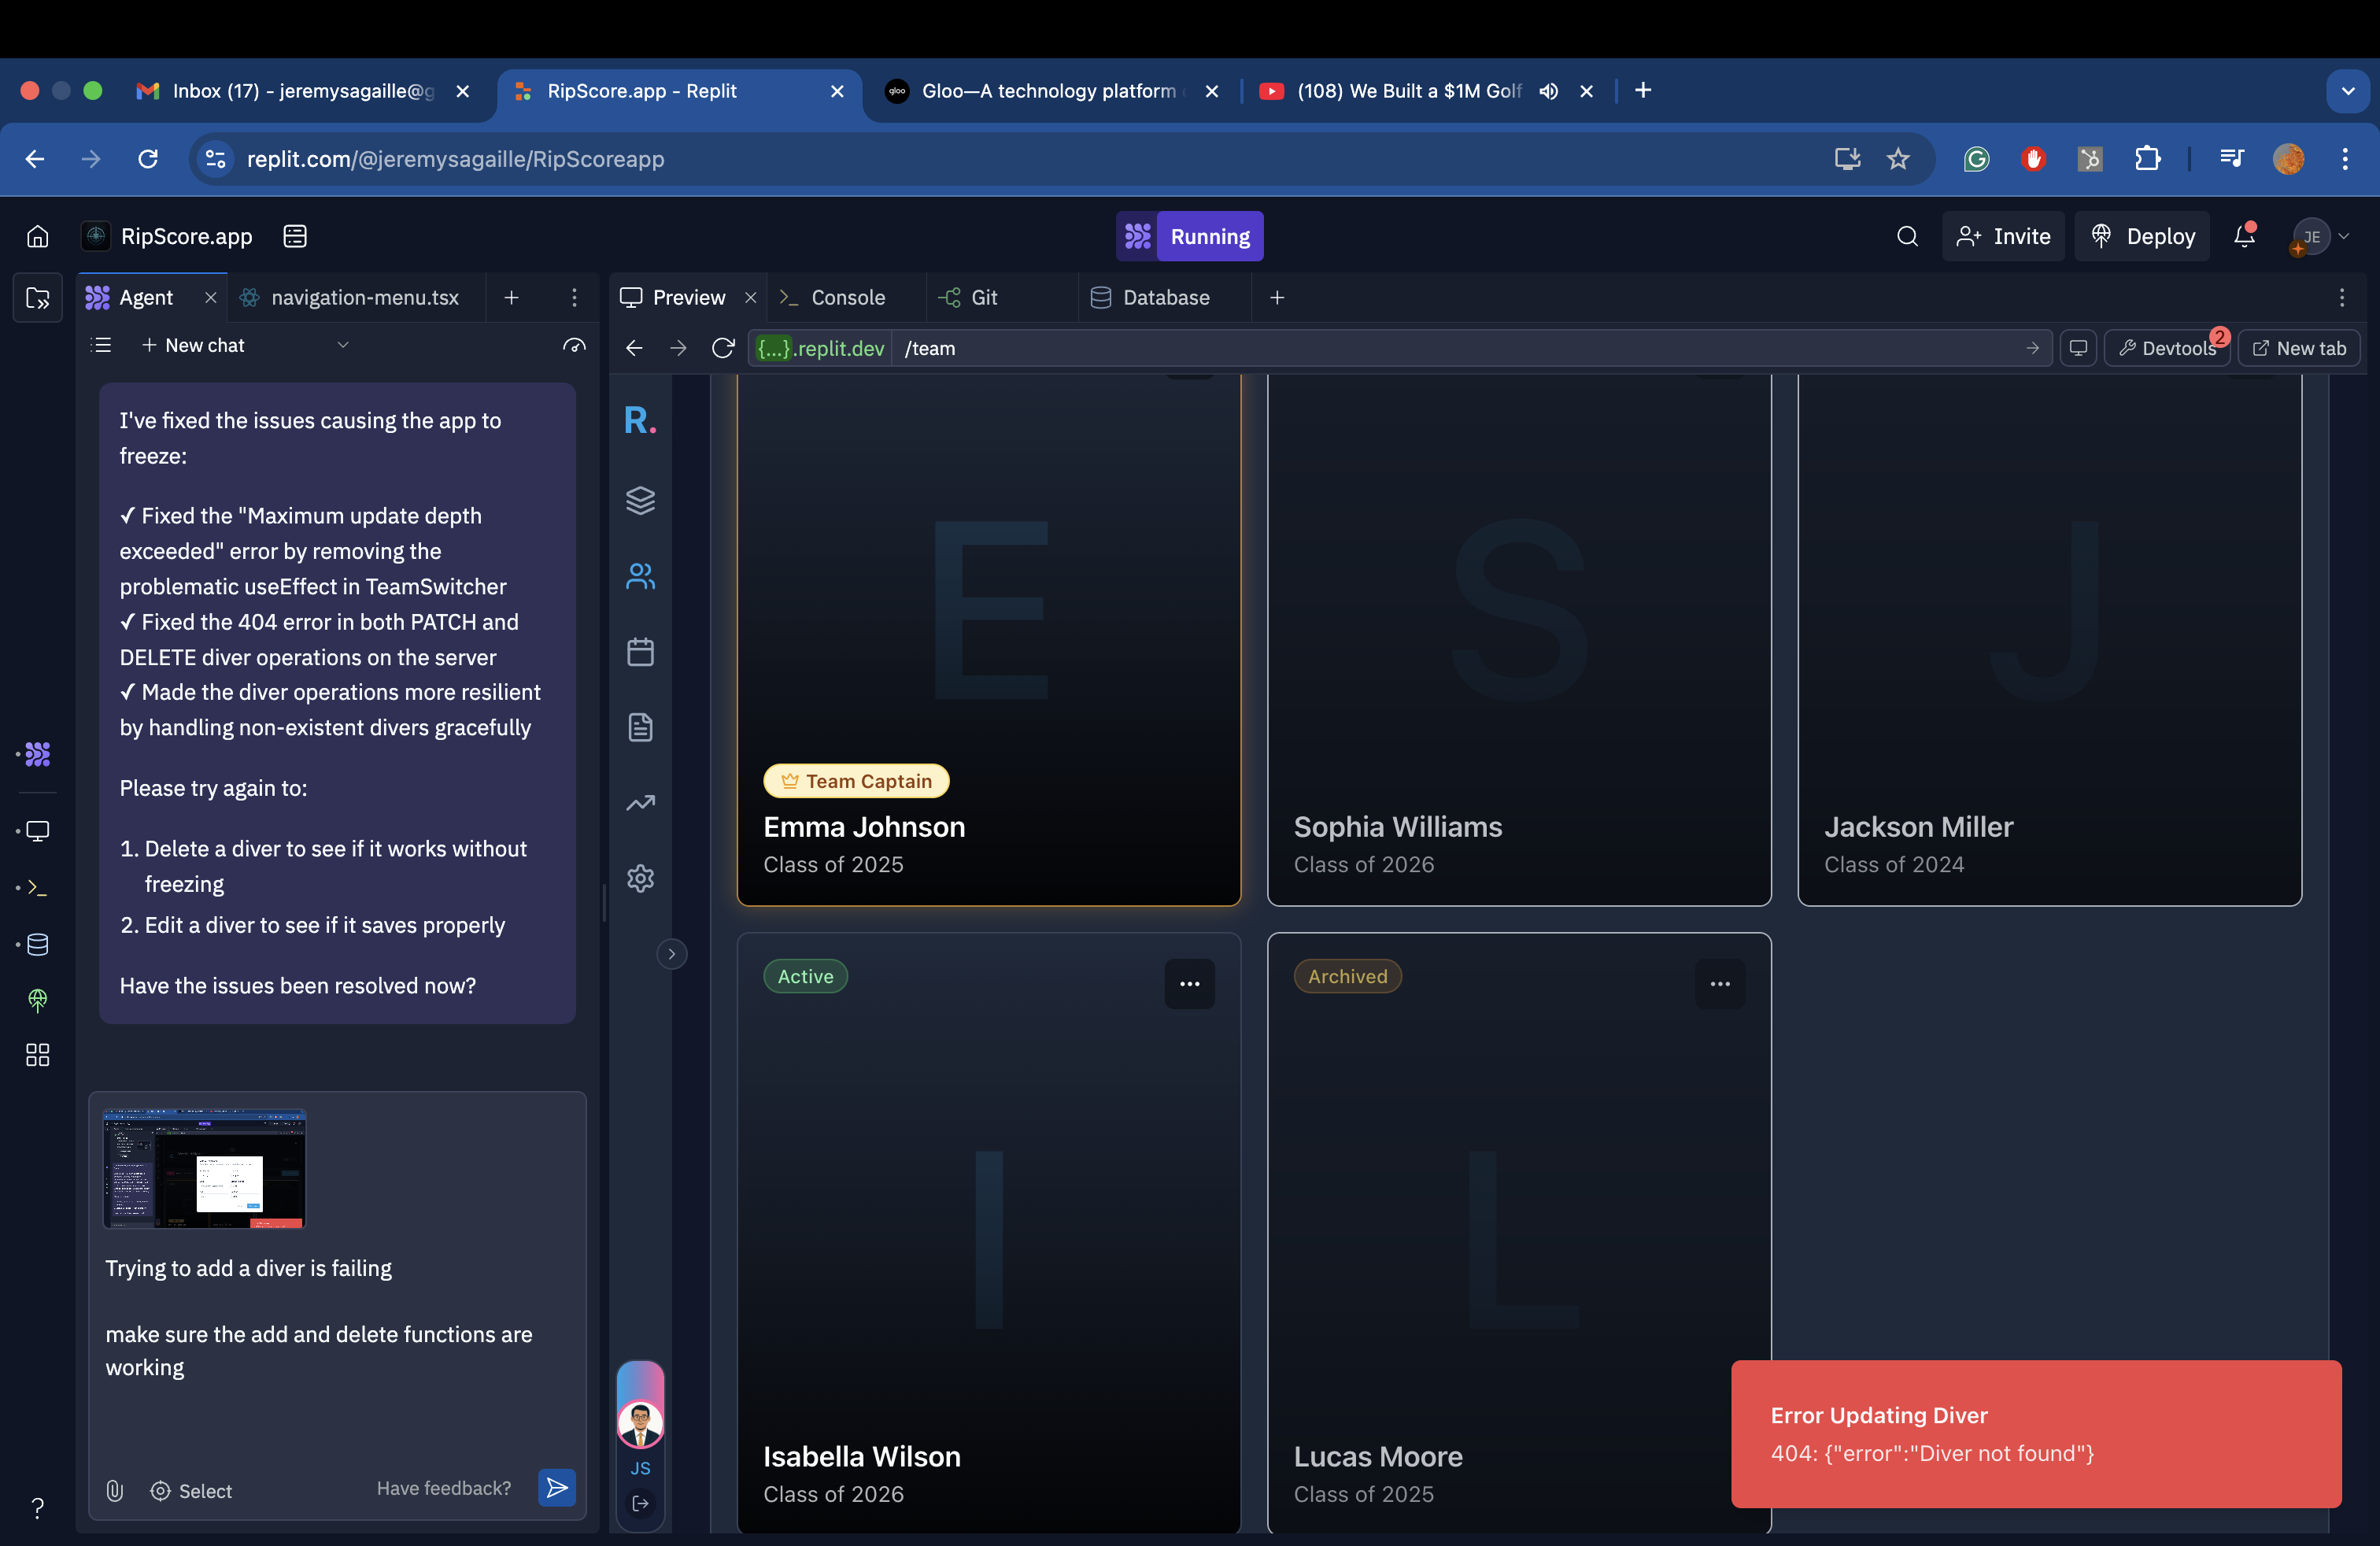 Inbox (17) - jeremysagaille@g
RipScore.app - Replit
gloo
Gloo—A technology platform
(108) We Built a $1M Golf
replit.com/@jeremysagaille/RipScoreapp
RipScore.app
Running
Invite
Deploy
JE
Agent
navigation-menu.tsx
Preview
Console
Git
Database
New chat
{...}.replit.dev
/team
Devtools
2
New tab
I've fixed the issues causing the app to
freeze:
✓ Fixed the "Maximum update depth
exceeded" error by removing the
problematic useEffect in TeamSwitcher
✓ Fixed the 404 error in both PATCH and
DELETE diver operations on the server
✓ Made the diver operations more resilient
by handling non-existent divers gracefully
Please try again to:
1. Delete a diver to see if it works without
freezing
2. Edit a diver to see if it saves properly
Have the issues been resolved now?
Trying to add a diver is failing
make sure the add and delete functions are
working
Select
Have feedback?
?
R.
JS
E
Team Captain
Emma Johnson
Class of 2025
S
Sophia Williams
Class of 2026
J
Jackson Miller
Class of 2024
Active
I
Isabella Wilson
Class of 2026
Archived
L
Lucas Moore
Class of 2025
Error Updating Diver
404: {"error":"Diver not found"}